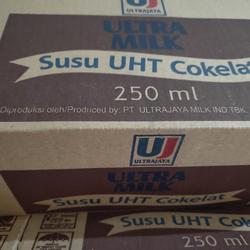 ULTRA
MILK
Susu UHT Cokelat
250 ml
Diproduksi oleh/Produced by: PT. ULTRAJAYA MILK IND.TBK.
ULTRAJAYA
ULTRA
MILK
Susu UHT Cokelat
250 ml